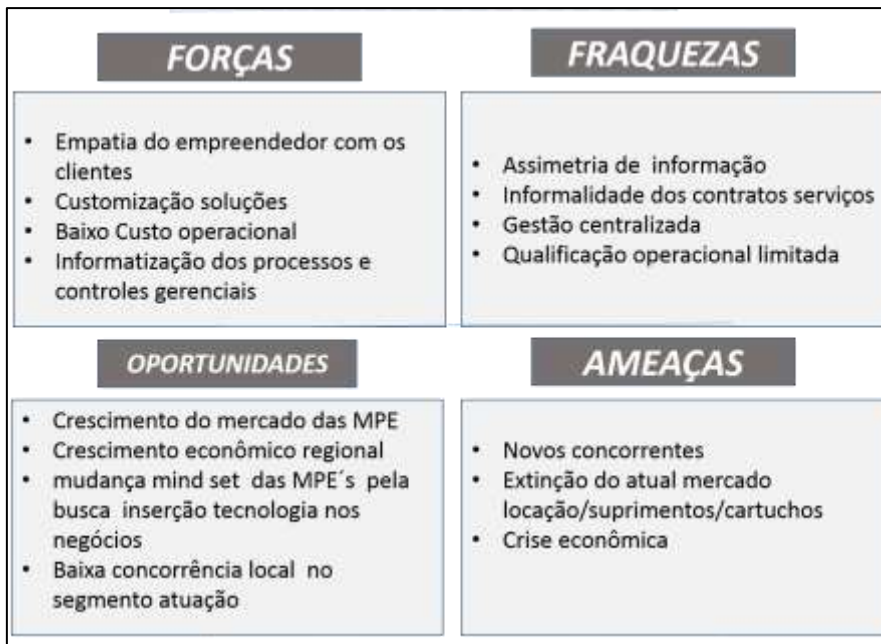 FORÇAS
• Empatia do empreendedor com os
clientes
• Customização soluções
• Baixo Custo operacional
• Informatização dos processos e
controles gerenciais
FRAQUEZAS
• Assimetria de informação
• Informalidade dos contratos serviços
• Gestão centralizada
• Qualificação operacional limitada
OPORTUNIDADES
• Crescimento do mercado das MPE
• Crescimento econômico regional
• mudança mind set das MPE´s pela
busca inserção tecnologia nos
negócios
• Baixa concorrência local no
segmento atuação
AMEAÇAS
• Novos concorrentes
• Extinção do atual mercado
locação/suprimentos/cartuchos
• Crise econômica